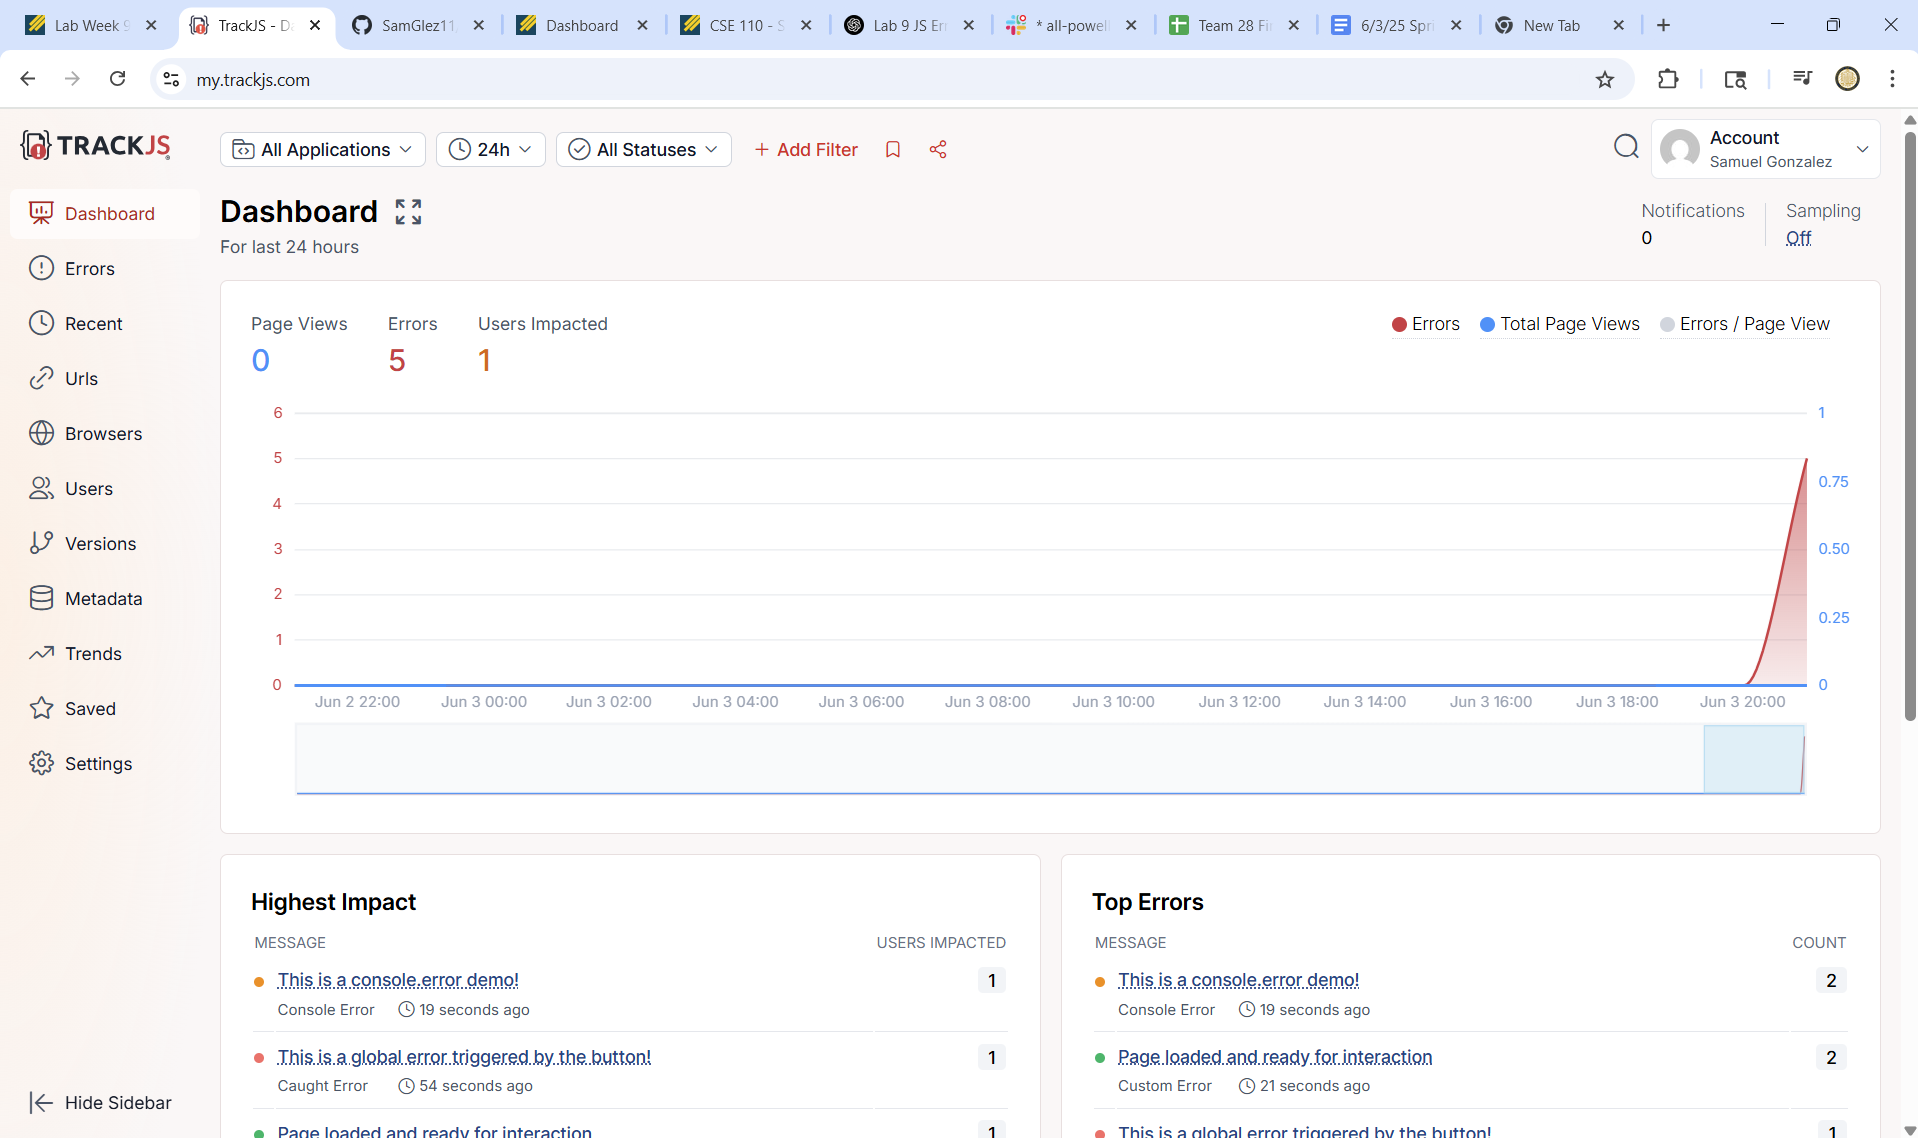 Lab Week 9
TrackJS - Da
SamGlez11
Dashboard
CSE 110 - S
Lab 9 JS Err
* all-powell
Team 28 Fi
6/3/25 Spri
New Tab
my.trackjs.com
TRACKJS
All Applications
24h
All Statuses
+ Add Filter
Account
Samuel Gonzalez
Dashboard
Errors
Recent
Urls
Browsers
Users
Versions
Metadata
Trends
Saved
Settings
Hide Sidebar
Dashboard
For last 24 hours
Notifications
0
Sampling
Off
Page Views
0
Errors
5
Users Impacted
1
Errors
Total Page Views
Errors / Page View
6
5
4
3
2
1
0
1
0.75
0.50
0.25
0
Jun 2 22:00
Jun 3 00:00
Jun 3 02:00
Jun 3 04:00
Jun 3 06:00
Jun 3 08:00
Jun 3 10:00
Jun 3 12:00
Jun 3 14:00
Jun 3 16:00
Jun 3 18:00
Jun 3 20:00
Highest Impact
MESSAGE
USERS IMPACTED
This is a console.error demo!
1
Console Error
19 seconds ago
This is a global error triggered by the button!
1
Caught Error
54 seconds ago
Page loaded and ready for interaction
1
Top Errors
MESSAGE
COUNT
This is a console.error demo!
2
Console Error
19 seconds ago
Page loaded and ready for interaction
2
Custom Error
21 seconds ago
This is a global error triggered by the button!
1